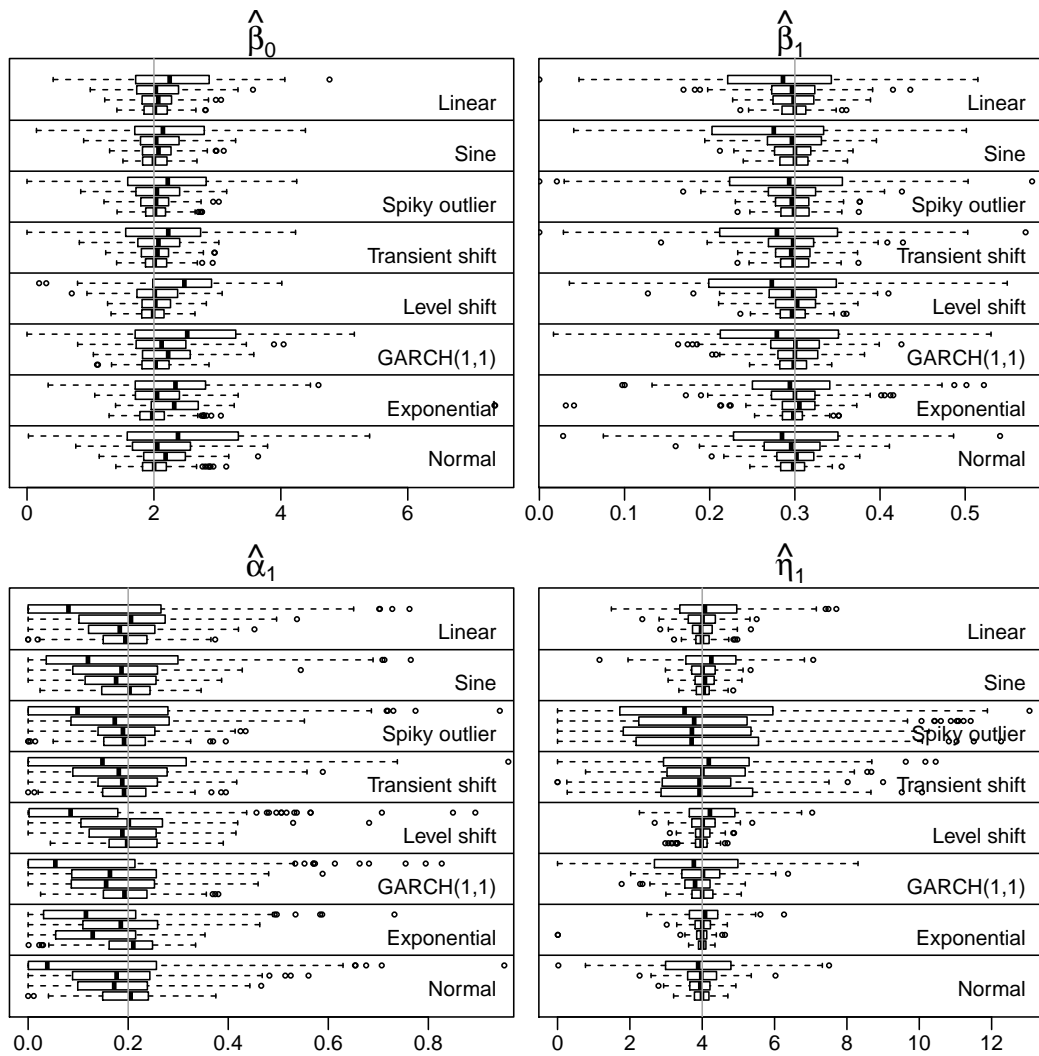 β̂₀
Linear
Sine
Spiky outlier
Transient shift
Level shift
GARCH(1,1)
Exponential
Normal
0 2 4 6
β̂₁
Linear
Sine
Spiky outlier
Transient shift
Level shift
GARCH(1,1)
Exponential
Normal
0.0 0.1 0.2 0.3 0.4 0.5
α̂₁
Linear
Sine
Spiky outlier
Transient shift
Level shift
GARCH(1,1)
Exponential
Normal
0.0 0.2 0.4 0.6 0.8
η̂₁
Linear
Sine
Spiky outlier
Transient shift
Level shift
GARCH(1,1)
Exponential
Normal
0 2 4 6 8 10 12